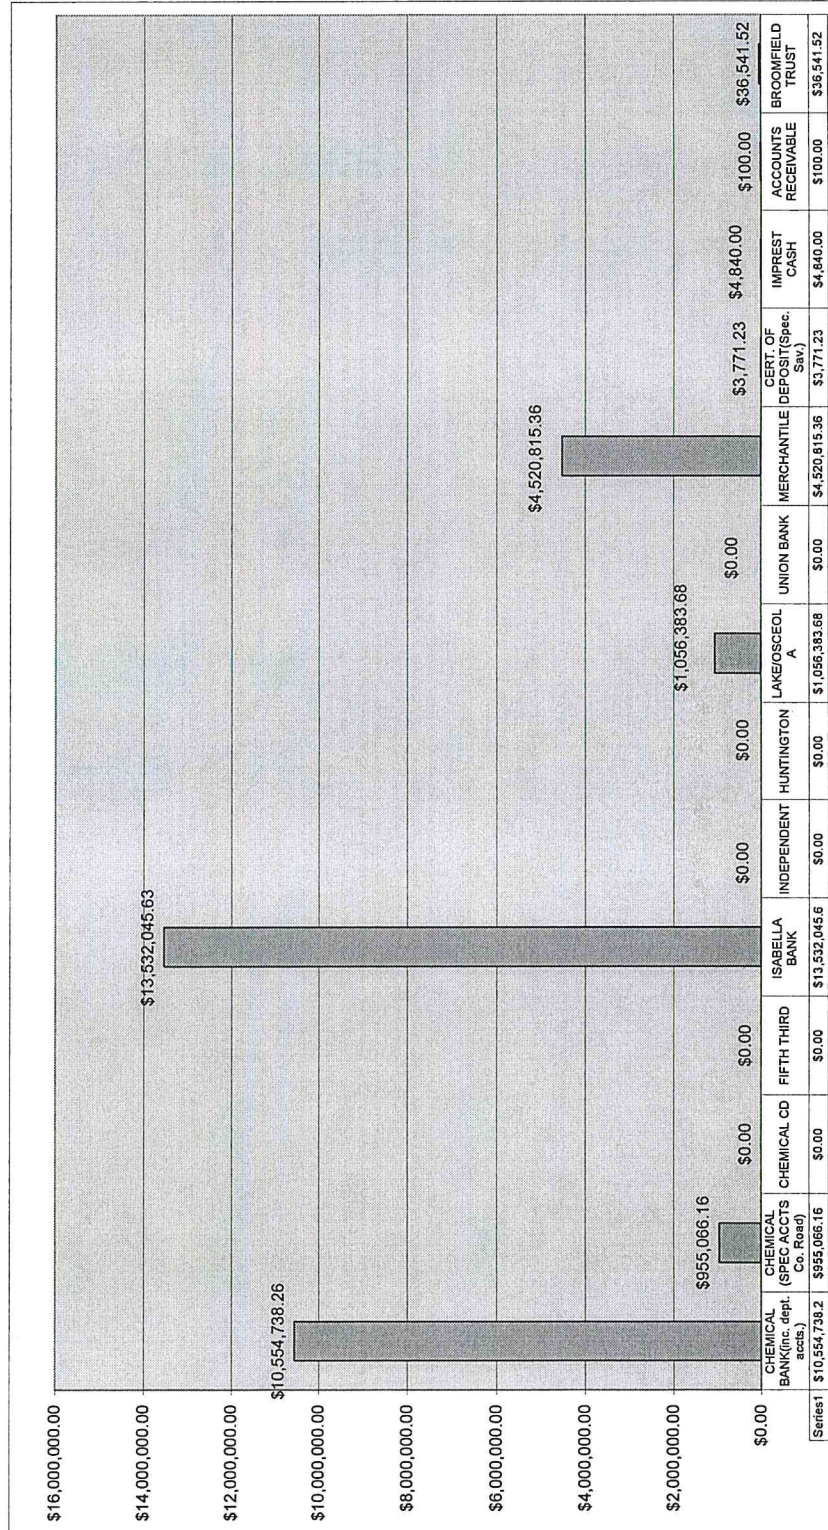 $16,000,000.00
$14,000,000.00
$12,000,000.00
$10,000,000.00
$8,000,000.00
$6,000,000.00
$4,000,000.00
$2,000,000.00
$0.00
$10,554,738.26
$955,066.16
$0.00
$0.00
$13,532,045.63
$0.00
$0.00
$1,056,383.68
$0.00
$4,520,815.36
$3,771.23
$4,840.00
$100.00
$36,541.52
CHEMICAL
BANK(inc. dept.
accts.)
CHEMICAL
(SPEC ACCTS
Co. Road)
CHEMICAL CD
FIFTH THIRD
ISABELLA
BANK
INDEPENDENT
HUNTINGTON
LAKE/OSCEOL
A
UNION BANK
MERCHANTILE
CERT. OF
DEPOSIT(Spec.
Sav.)
IMPREST
CASH
ACCOUNTS
RECEIVABLE
BROOMFIELD
TRUST
Series1 $10,554,738.2 $955,066.16 $0.00 $0.00 $13,532,045.6 $0.00 $0.00 $1,056,383.68 $0.00 $4,520,815.36 $3,771.23 $4,840.00 $100.00 $36,541.52